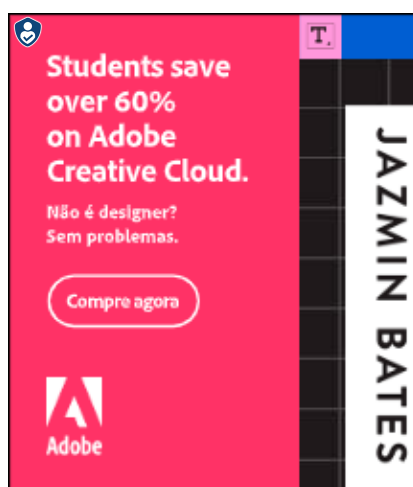 Students save
over 60%
on Adobe
Creative Cloud.
Não é designer?
Sem problemas.
Compre agora
Adobe
T.
JAZMIN BATES